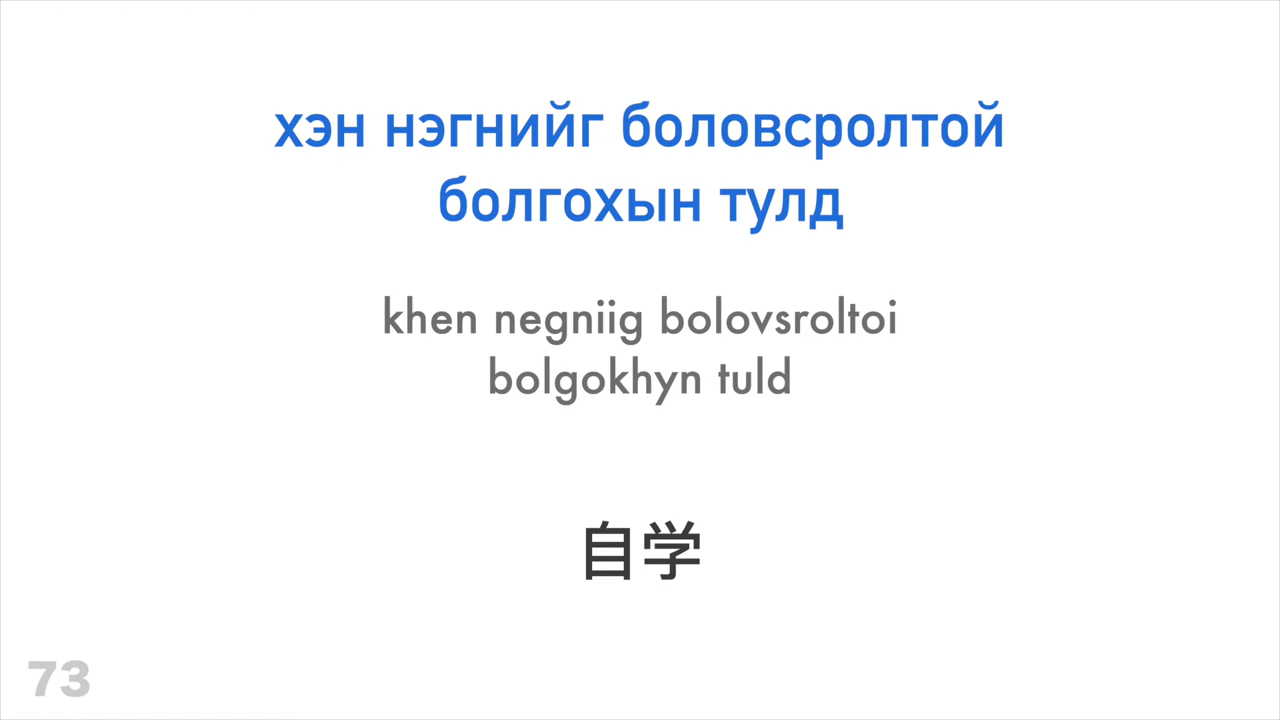 хэн нэгнийг боловсролтой
болгохын тулд
khen negniig bolovsroltoi
bolgokhyn tuld
自学
73